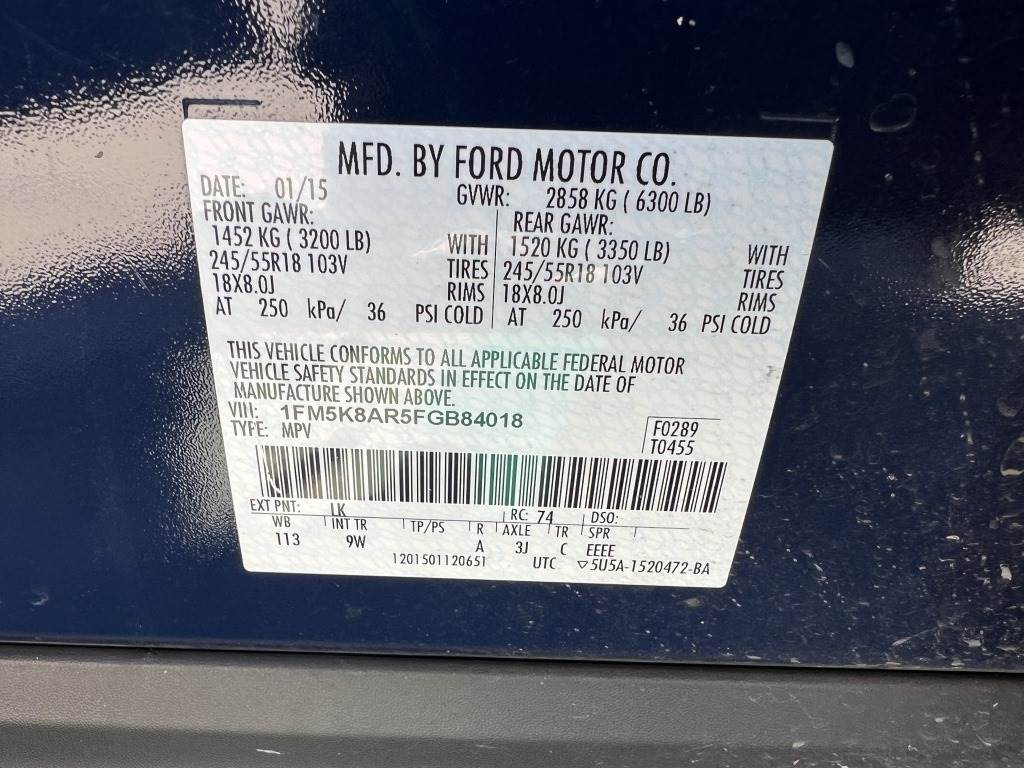 MFD. BY FORD MOTOR CO.
DATE: 01/15 GVWR: 2858 KG ( 6300 LB)
FRONT GAWR: REAR GAWR:
1452 KG ( 3200 LB) WITH 1520 KG ( 3350 LB) WITH
245/55R18 103V TIRES 245/55R18 103V TIRES
18X8.0J RIMS 18X8.0J RIMS
AT 250 kPa/ 36 PSI COLD AT 250 kPa/ 36 PSI COLD
THIS VEHICLE CONFORMS TO ALL APPLICABLE FEDERAL MOTOR
VEHICLE SAFETY STANDARDS IN EFFECT ON THE DATE OF
MANUFACTURE SHOWN ABOVE.
VIN: 1FM5K8AR5FGB84018
TYPE: MPV
F0289
T0455
EXT PNT: LK RC: 74 DSO:
WB INT TR TP/PS R AXLE TR SPR
113 9W A 3J C EEEE
1201501120651 UTC ▽5U5A-1520472-BA